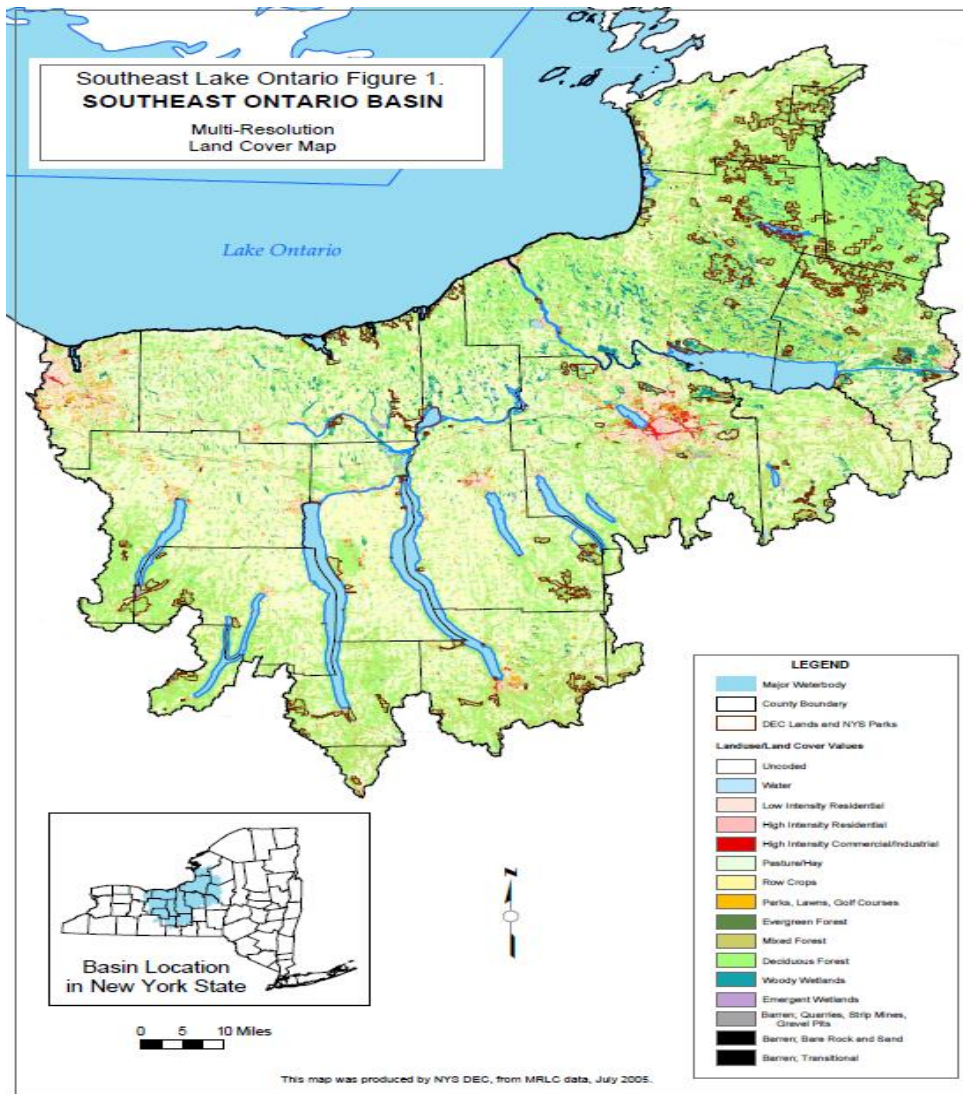 Southeast Lake Ontario Figure 1.
SOUTHEAST ONTARIO BASIN
Multi-Resolution
Land Cover Map
Lake Ontario
LEGEND
Major Waterbody
County Boundary
DEC Lands and NYS Parks
Landuse/Land Cover Values
Uncoded
Water
Low Intensity Residential
High Intensity Residential
High Intensity Commercial/Industrial
Pasture/Hay
Row Crops
Parks, Lawns, Golf Courses
Evergreen Forest
Mixed Forest
Deciduous Forest
Woody Wetlands
Emergent Wetlands
Barren; Quarries, Strip Mines,
Gravel Pits
Barren; Bare Rock and Sand
Barren; Transitional
N
Basin Location
in New York State
0 5 10 Miles
This map was produced by NYS DEC, from MRLC data, July 2005.